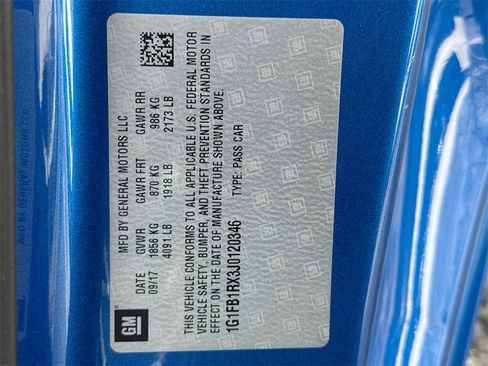 GM
MFD BY GENERAL MOTORS LLC
DATE GVWR GAWR FRT GAWR RR
09/17 1856 KG 870 KG 986 KG
4091 LB 1918 LB 2173 LB
THIS VEHICLE CONFORMS TO ALL APPLICABLE U.S. FEDERAL MOTOR
VEHICLE SAFETY, BUMPER, AND THEFT PREVENTION STANDARDS IN
EFFECT ON THE DATE OF MANUFACTURE SHOWN ABOVE.
1G1FB1RX3J0120346 TYPE: PASS CAR